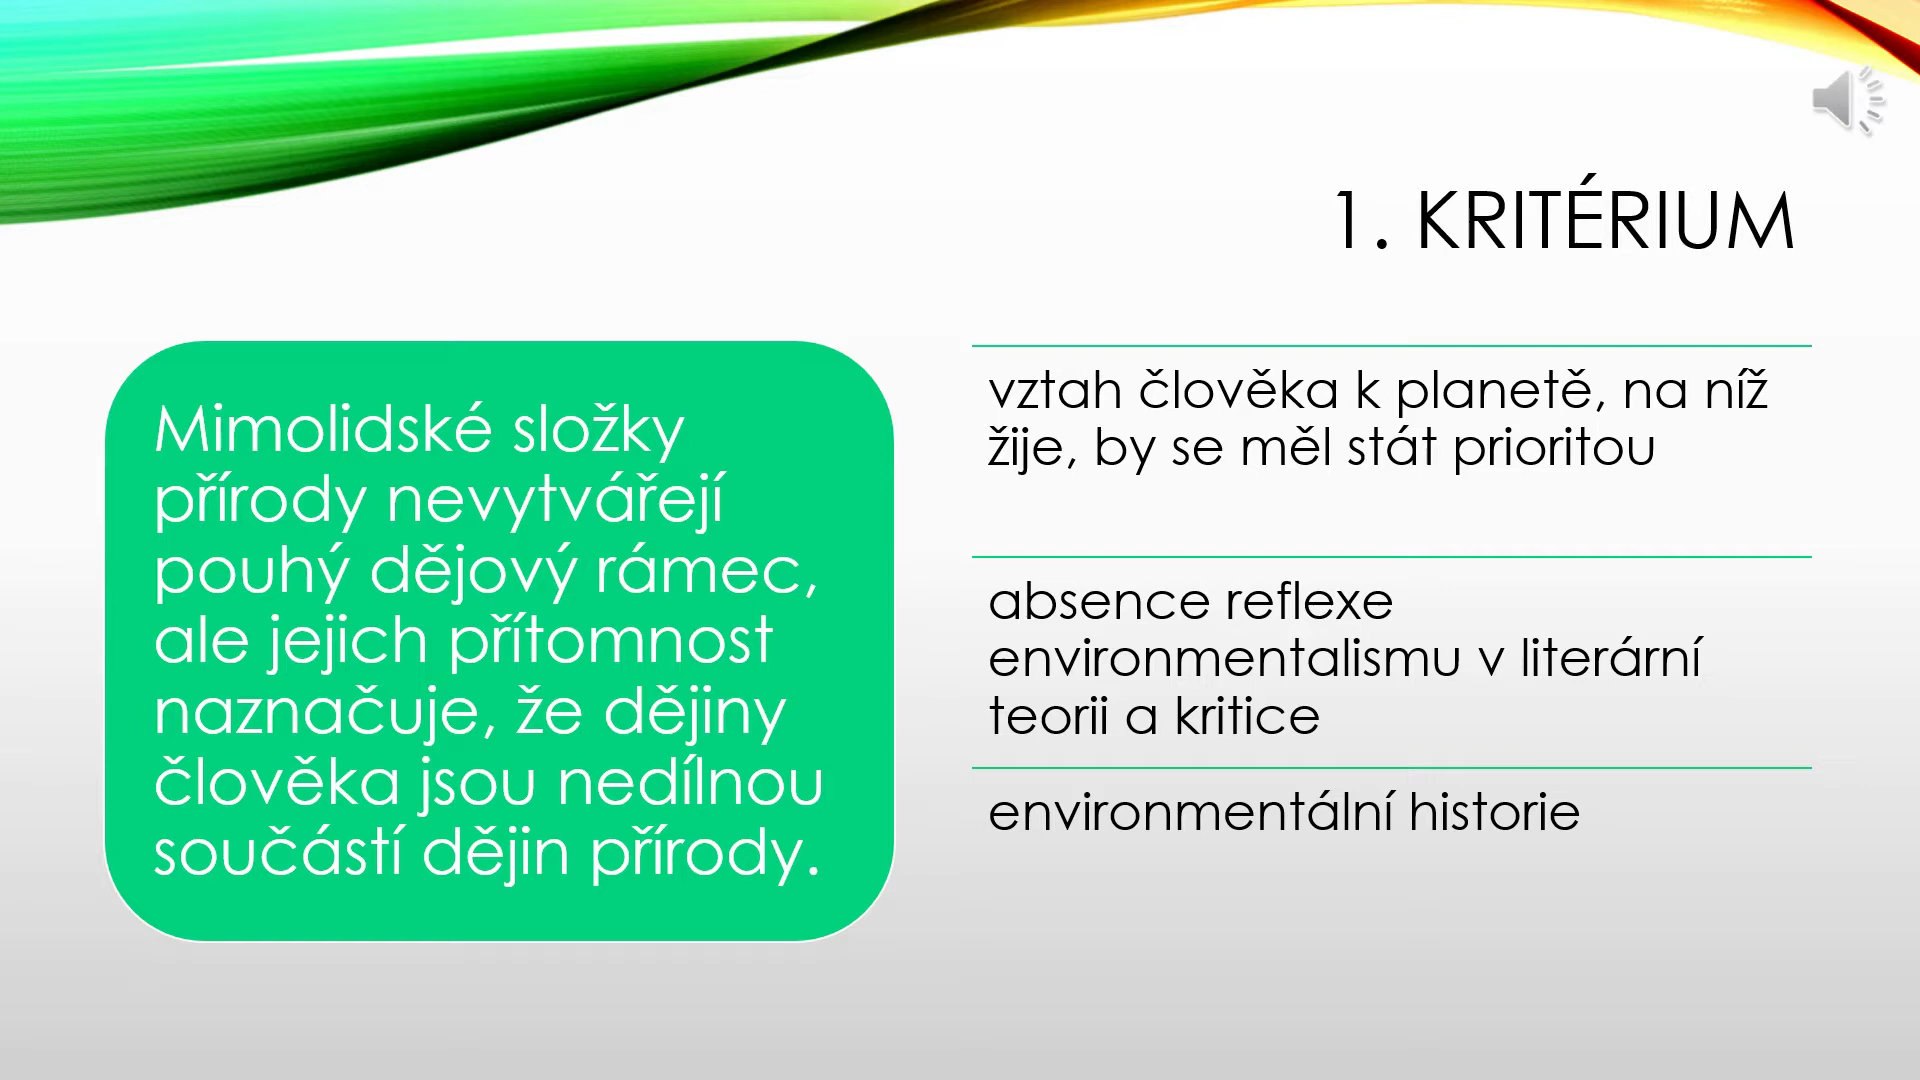 1. KRITÉRIUM
Mimolidské složky
přírody nevytvářejí
pouhý dějový rámec,
ale jejich přítomnost
naznačuje, že dějiny
člověka jsou nedílnou
součástí dějin přírody.
vztah člověka k planetě, na níž
žije, by se měl stát prioritou
absence reflexe
environmentalismu v literární
teorii a kritice
environmentální historie